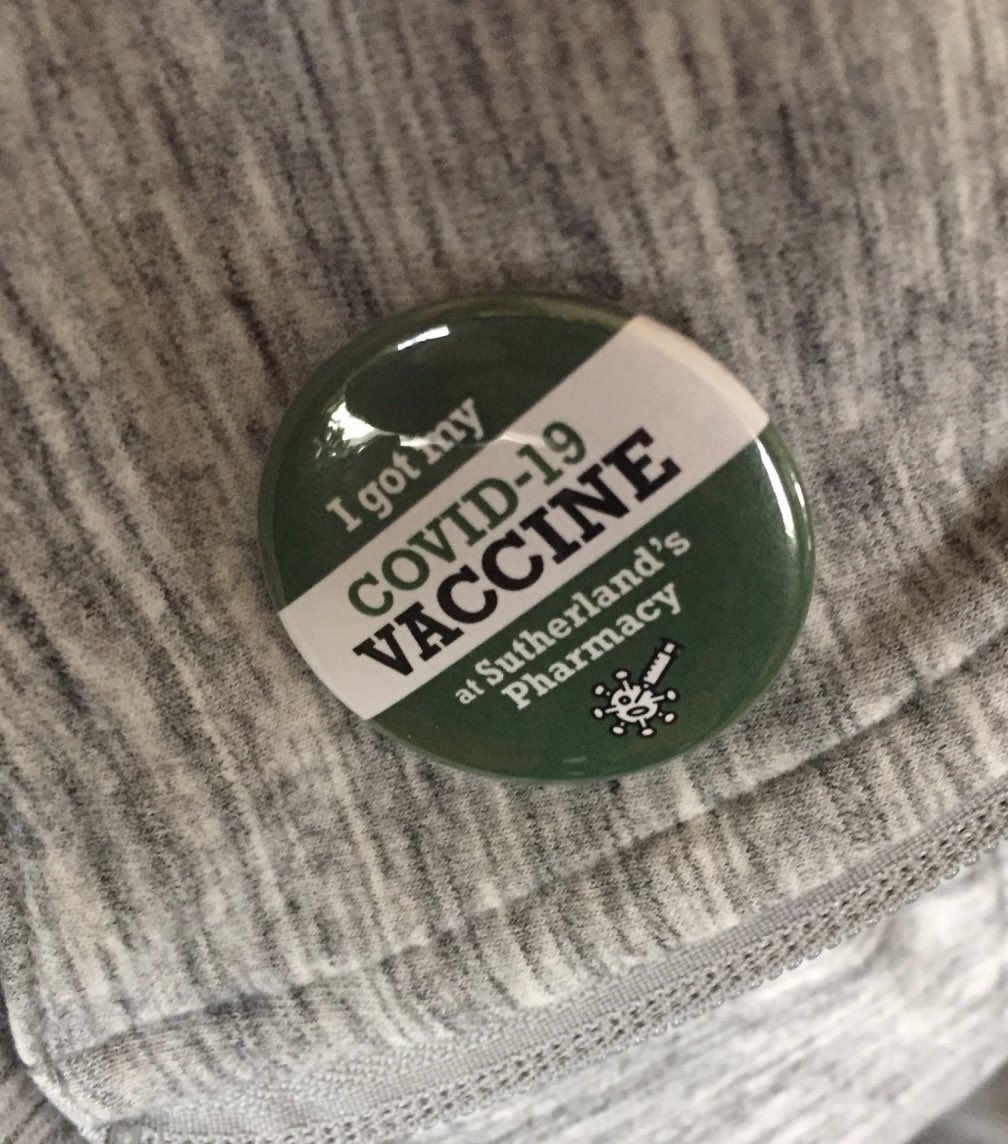 I got my
COVID-19
VACCINE
at Sutherland's
Pharmacy